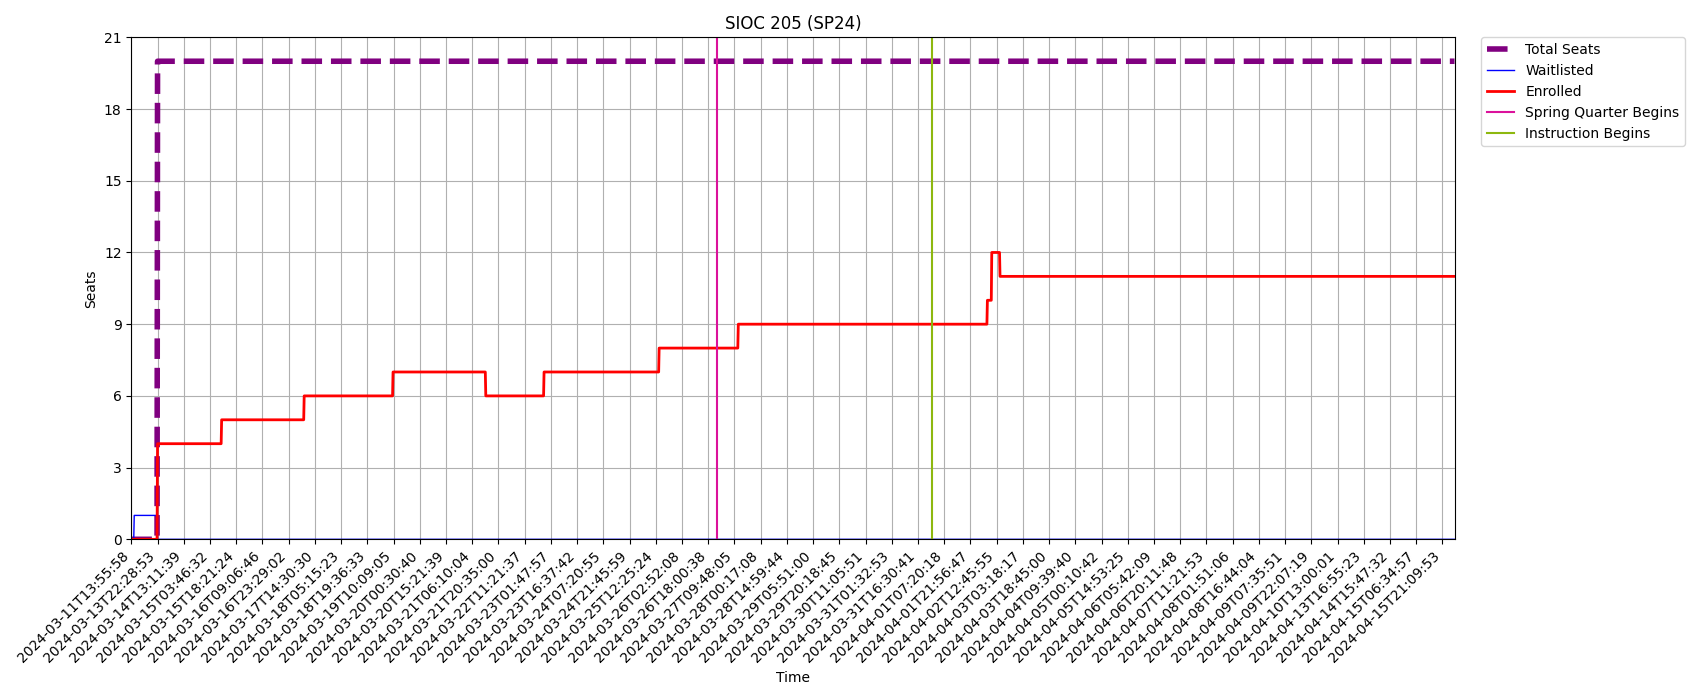 SIOC 205 (SP24)
Total Seats
Waitlisted
Enrolled
Spring Quarter Begins
Instruction Begins
21
18
15
12
9
6
3
0
Seats
2024-03-11T13:55:58
2024-03-13T22:28:53
2024-03-14T13:11:39
2024-03-15T03:46:32
2024-03-15T18:21:24
2024-03-16T09:06:46
2024-03-16T23:29:02
2024-03-17T14:30:30
2024-03-18T05:15:23
2024-03-18T19:36:33
2024-03-19T10:09:05
2024-03-20T00:30:40
2024-03-20T15:21:39
2024-03-21T06:10:04
2024-03-21T20:35:00
2024-03-22T11:21:37
2024-03-23T01:47:57
2024-03-23T16:37:42
2024-03-24T07:20:55
2024-03-24T21:45:59
2024-03-25T12:25:24
2024-03-26T02:52:08
2024-03-26T18:00:38
2024-03-27T09:48:05
2024-03-28T00:17:08
2024-03-28T14:59:44
2024-03-29T05:51:00
2024-03-29T20:18:45
2024-03-30T11:05:51
2024-03-31T01:32:53
2024-03-31T16:30:41
2024-04-01T07:20:18
2024-04-01T21:56:47
2024-04-02T12:45:55
2024-04-03T03:18:17
2024-04-03T18:45:00
2024-04-04T09:39:40
2024-04-05T00:10:42
2024-04-05T14:53:25
2024-04-06T05:42:09
2024-04-06T20:11:48
2024-04-07T11:21:53
2024-04-08T01:51:06
2024-04-08T16:44:04
2024-04-09T07:35:51
2024-04-09T22:07:19
2024-04-10T13:00:01
2024-04-13T16:55:23
2024-04-14T15:47:32
2024-04-15T06:34:57
2024-04-15T21:09:53
Time